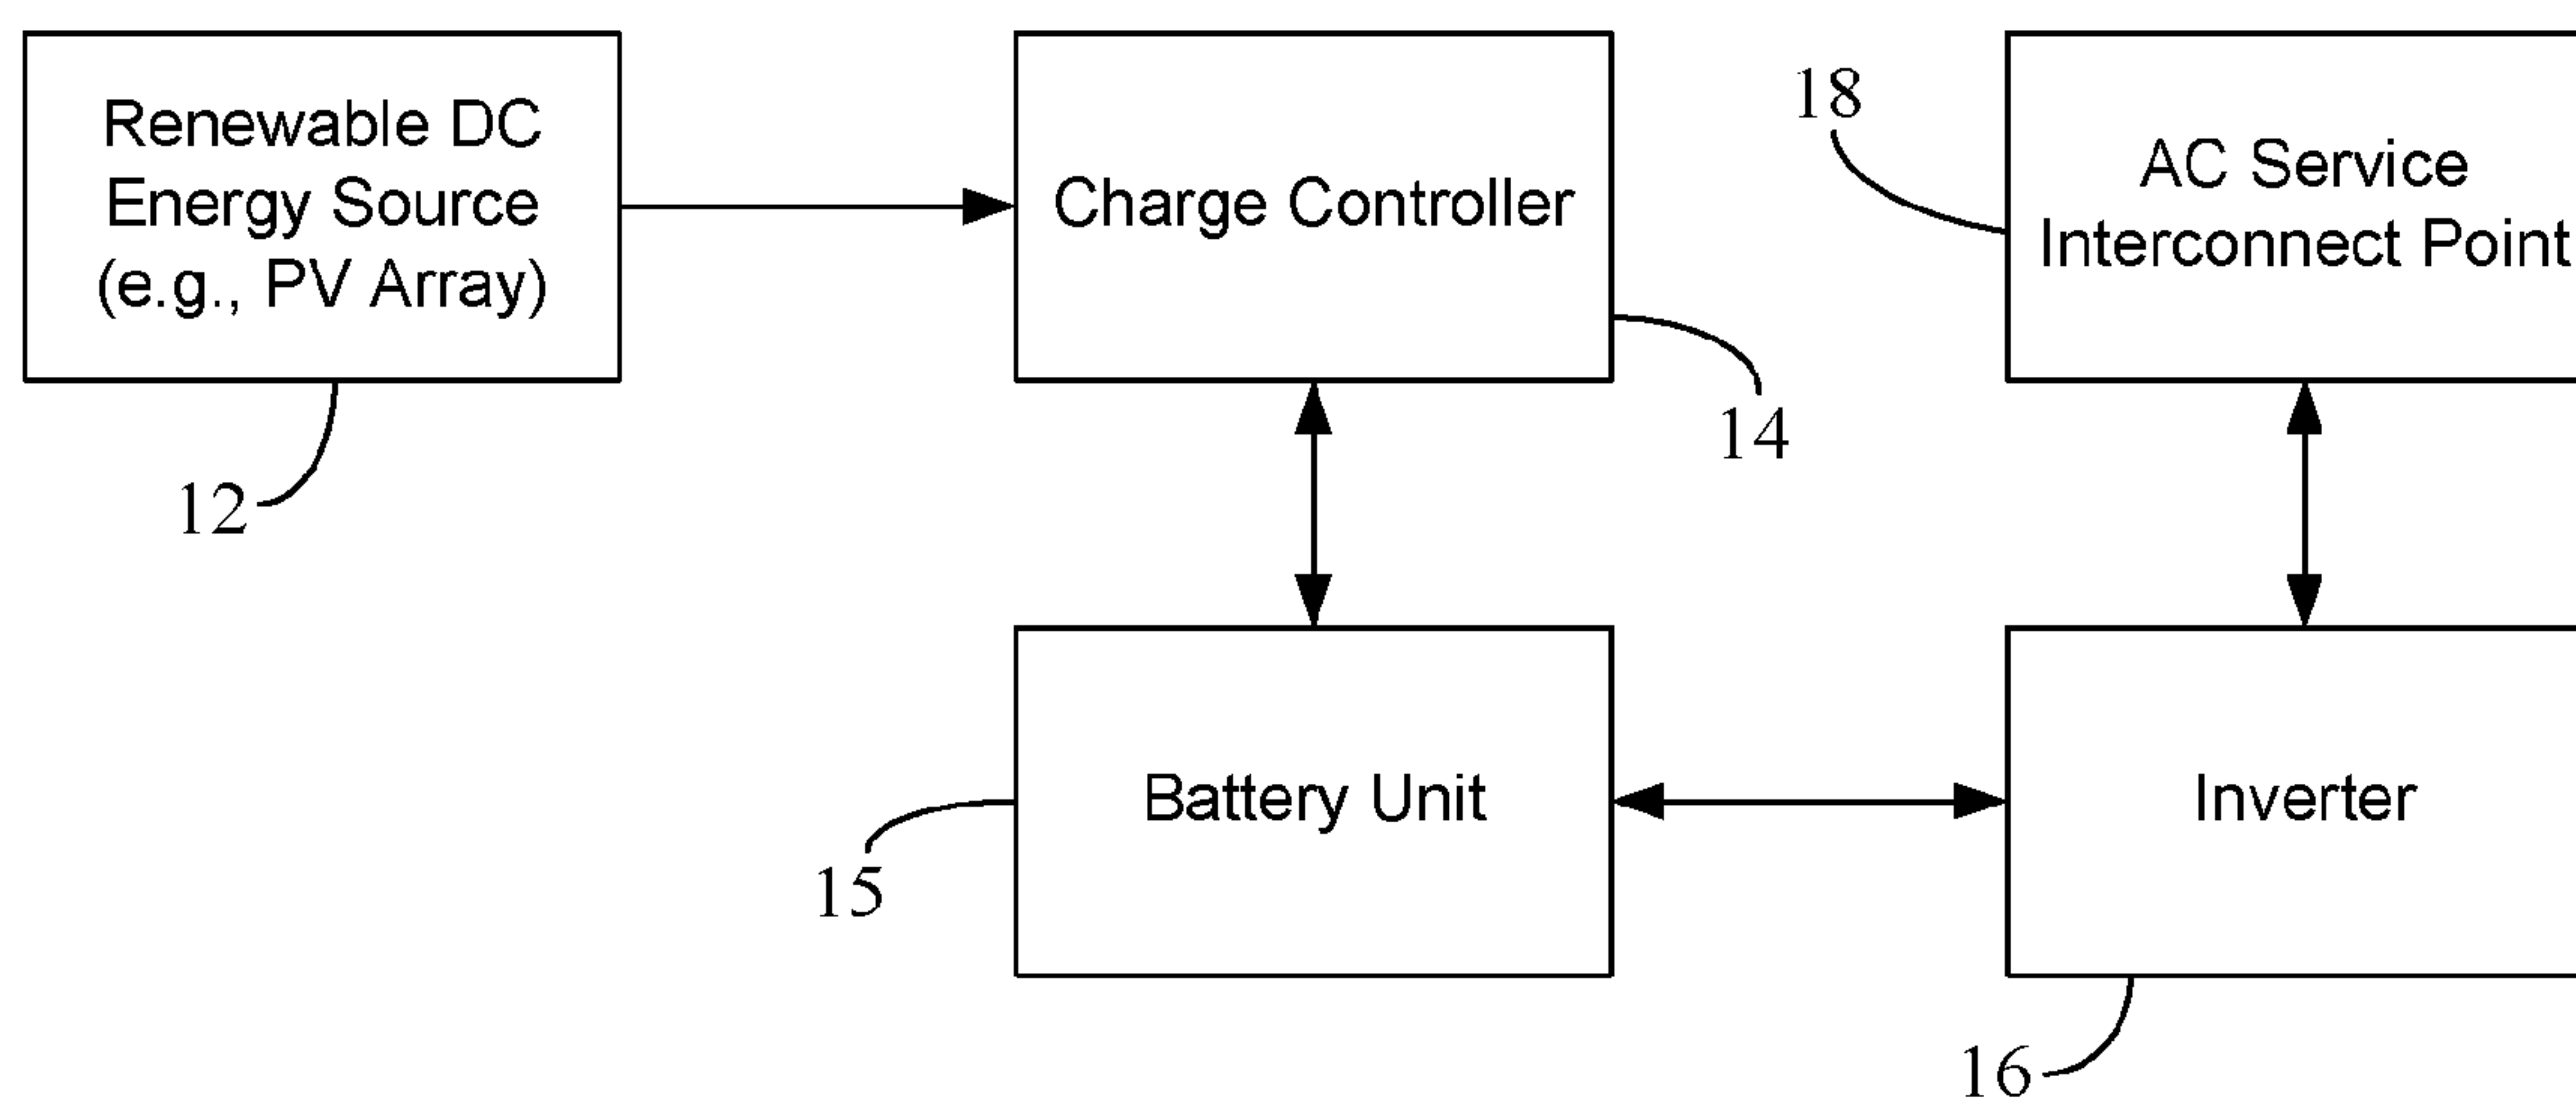 Renewable DC
Energy Source
(e.g., PV Array)
12
Charge Controller
14
18
AC Service
Interconnect Point
Battery Unit
15
Inverter
16